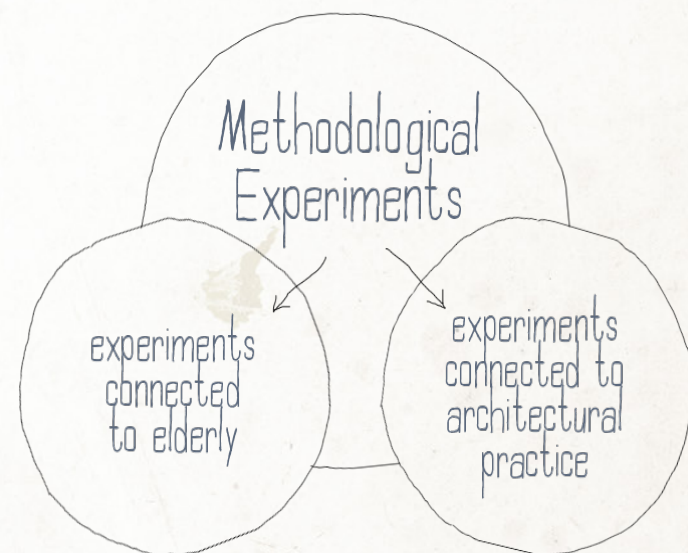 Methodological
Experiments
experiments
connected
to elderly
experiments
connected to
architectural
practice